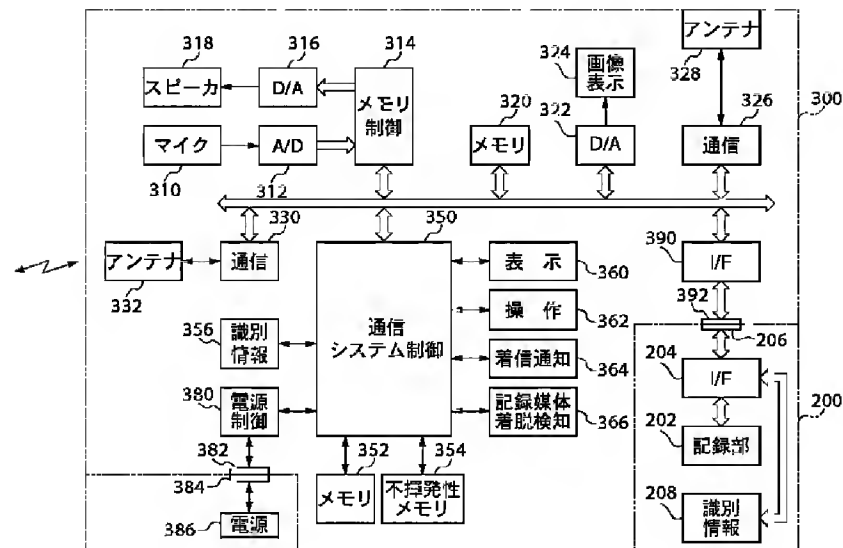 318
316
314
324
アンテナ
328
スピーカ
D/A
メモリ
制御
画像
表示
320
322
326
300
マイク
A/D
メモリ
D/A
通信
310
312
330
350
390
アンテナ
332
通信
通信
システム制御
表 示
360
I/F
392
206
操 作
362
356
識別
情報
着信通知
364
204
I/F
200
380
電源
制御
記録媒体
着脱検知
366
202
記録部
382
384
352
354
メモリ
不揮発性
メモリ
208
識別
情報
386
電源